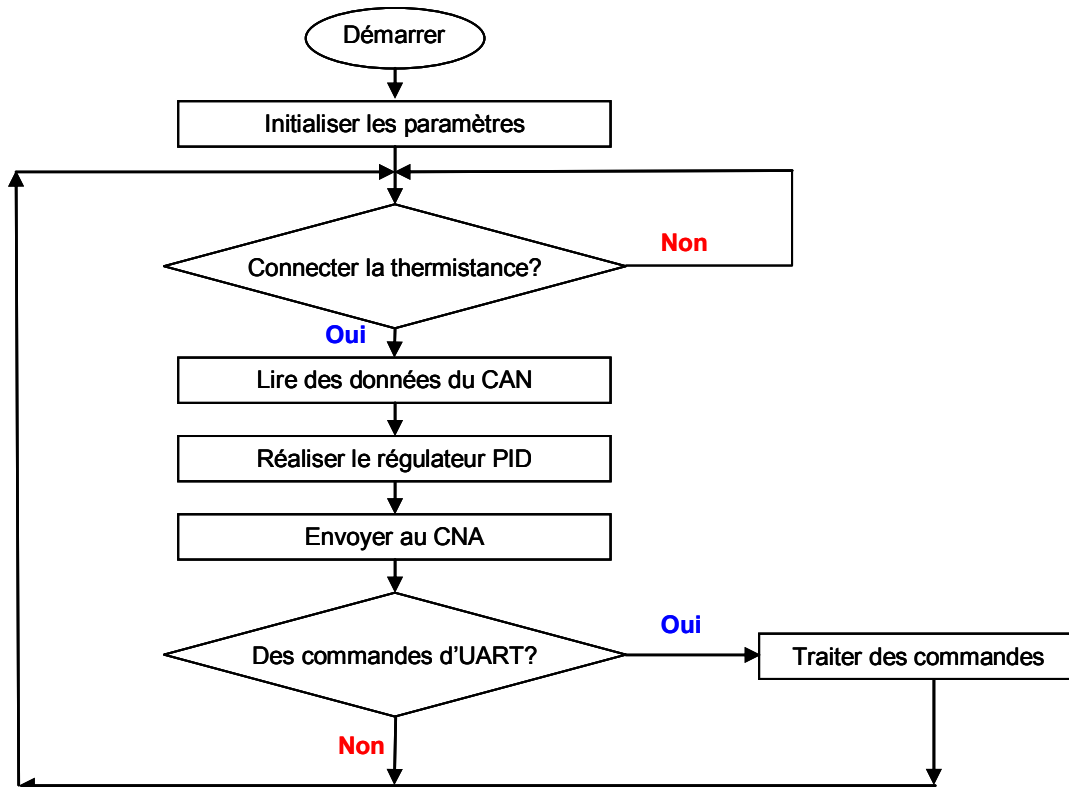 Démarrer
Initialiser les paramètres
Non
Connecter la thermistance?
Oui
Lire des données du CAN
Réaliser le régulateur PID
Envoyer au CNA
Oui
Des commandes d'UART?
Traiter des commandes
Non